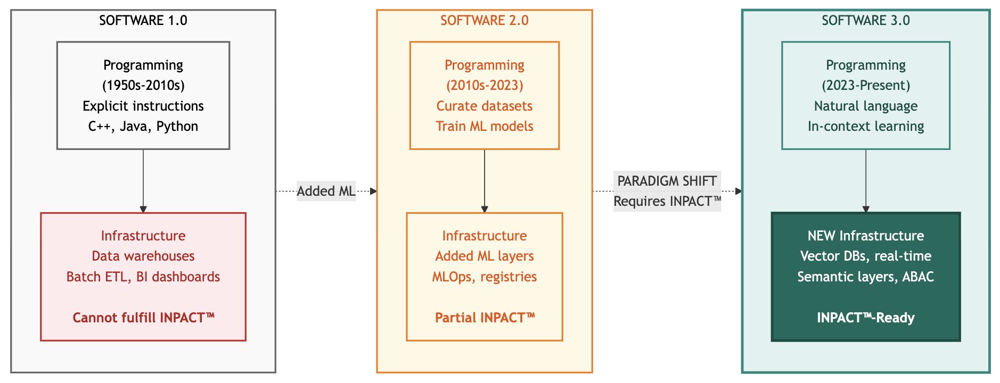 SOFTWARE 1.0
Programming
(1950s-2010s)
Explicit instructions
C++, Java, Python
Infrastructure
Data warehouses
Batch ETL, BI dashboards
Cannot fulfill INPACT™
Added ML
SOFTWARE 2.0
Programming
(2010s-2023)
Curate datasets
Train ML models
Infrastructure
Added ML layers
MLOps, registries
Partial INPACT™
PARADIGM SHIFT
Requires INPACT™
SOFTWARE 3.0
Programming
(2023-Present)
Natural language
In-context learning
NEW Infrastructure
Vector DBs, real-time
Semantic layers, ABAC
INPACT™-Ready